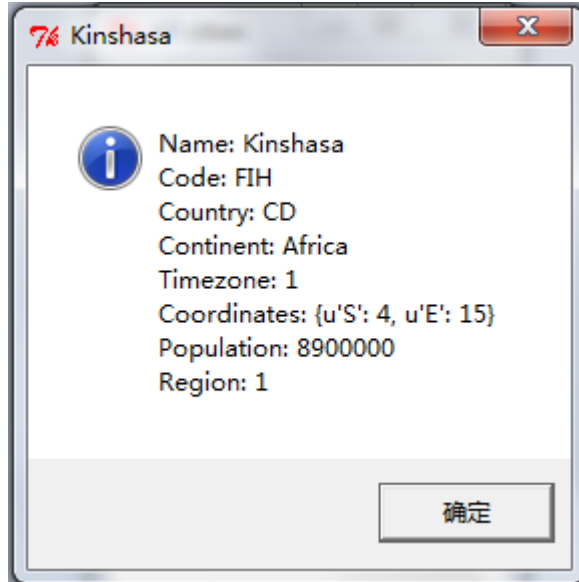 Kinshasa
Name: Kinshasa
Code: FIH
Country: CD
Continent: Africa
Timezone: 1
Coordinates: {u'S': 4, u'E': 15}
Population: 8900000
Region: 1
确定